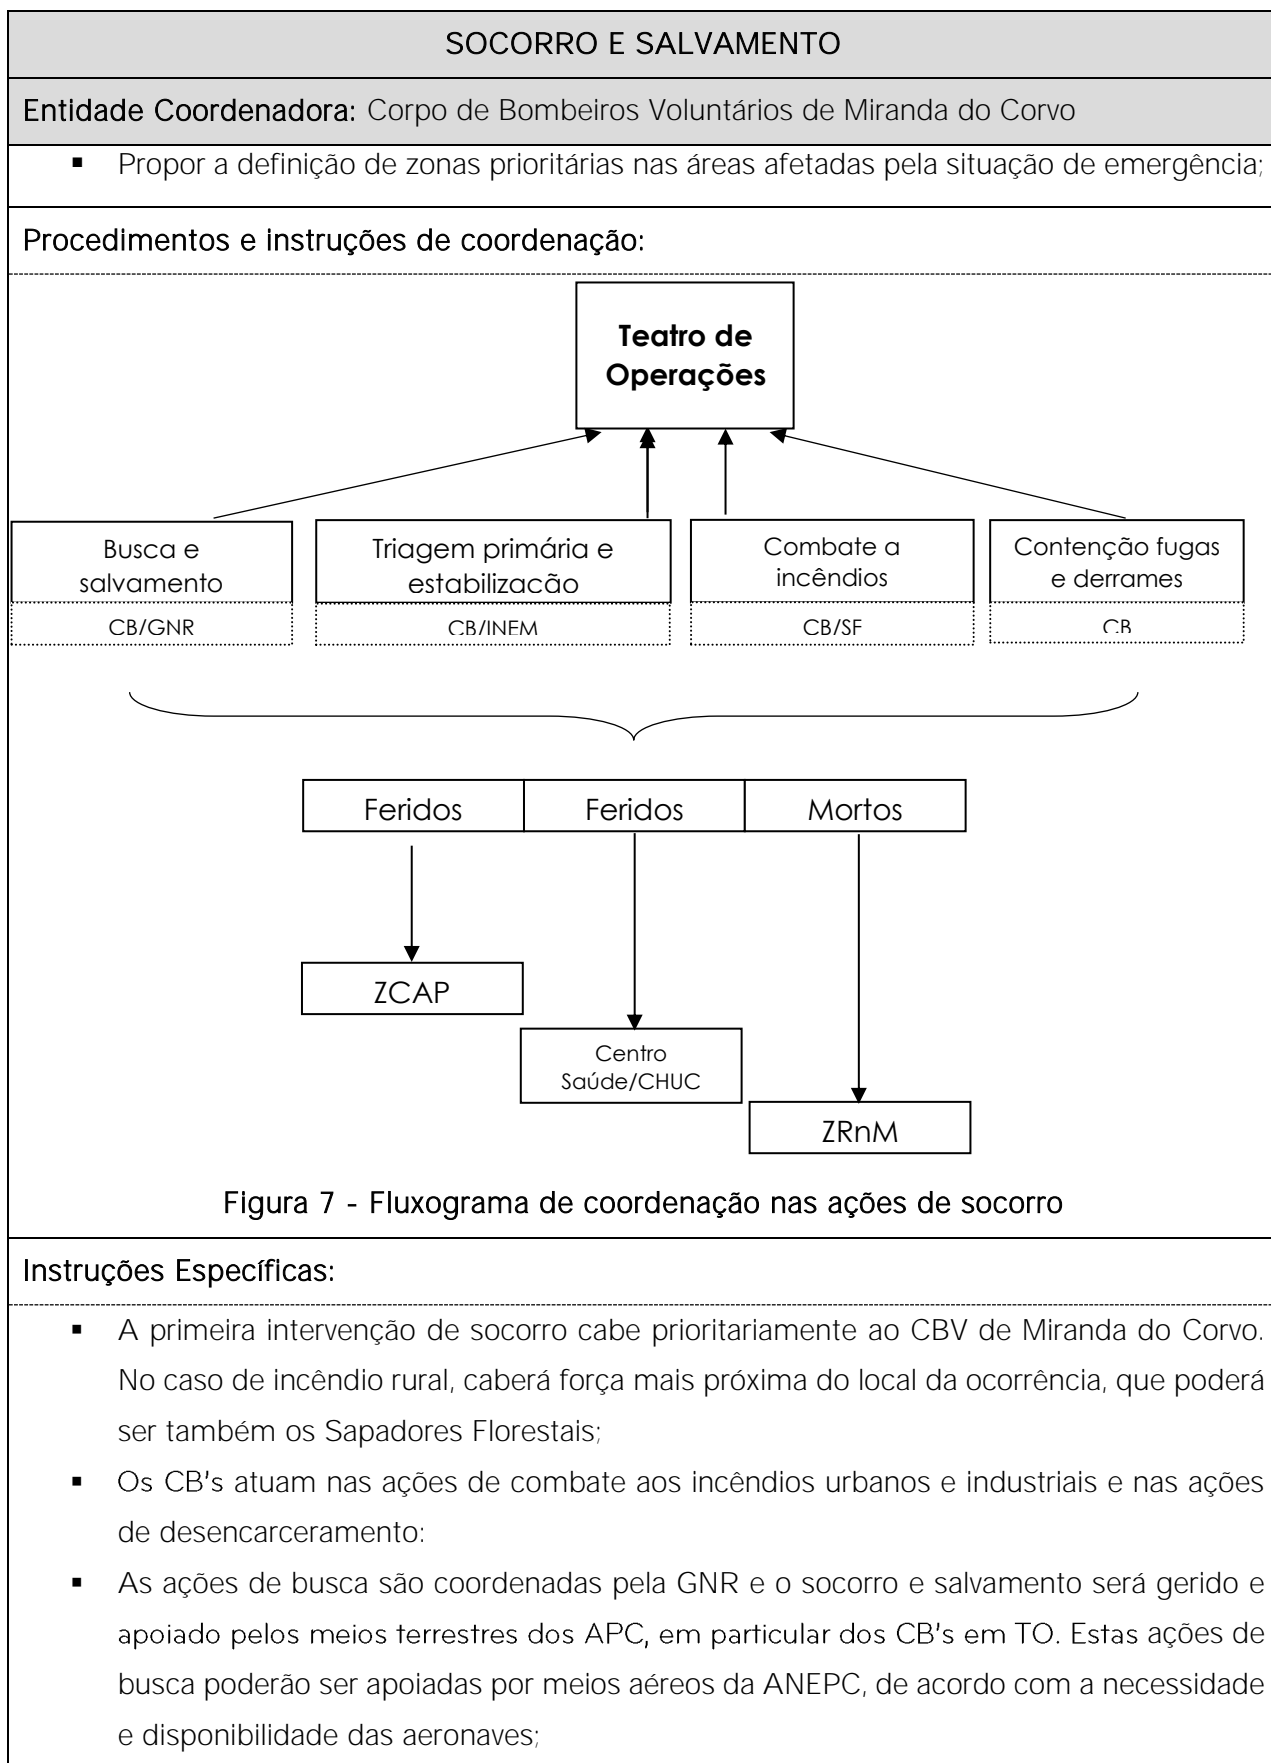 SOCORRO E SALVAMENTO
Entidade Coordenadora: Corpo de Bombeiros Voluntários de Miranda do Corvo
▪ Propor a definição de zonas prioritárias nas áreas afetadas pela situação de emergência;
Procedimentos e instruções de coordenação:
Teatro de
Operações
Busca e
salvamento
CB/GNR
Triagem primária e
estabilização
CB/INEM
Combate a
incêndios
CB/SF
Contenção fugas
e derrames
CB
Feridos
Feridos
Mortos
ZCAP
Centro
Saúde/CHUC
ZRnM
Figura 7 - Fluxograma de coordenação nas ações de socorro
Instruções Específicas:
▪ A primeira intervenção de socorro cabe prioritariamente ao CBV de Miranda do Corvo.
No caso de incêndio rural, caberá força mais próxima do local da ocorrência, que poderá
ser também os Sapadores Florestais;
▪ Os CB's atuam nas ações de combate aos incêndios urbanos e industriais e nas ações
de desencarceramento:
▪ As ações de busca são coordenadas pela GNR e o socorro e salvamento será gerido e
apoiado pelos meios terrestres dos APC, em particular dos CB's em TO. Estas ações de
busca poderão ser apoiadas por meios aéreos da ANEPC, de acordo com a necessidade
e disponibilidade das aeronaves;